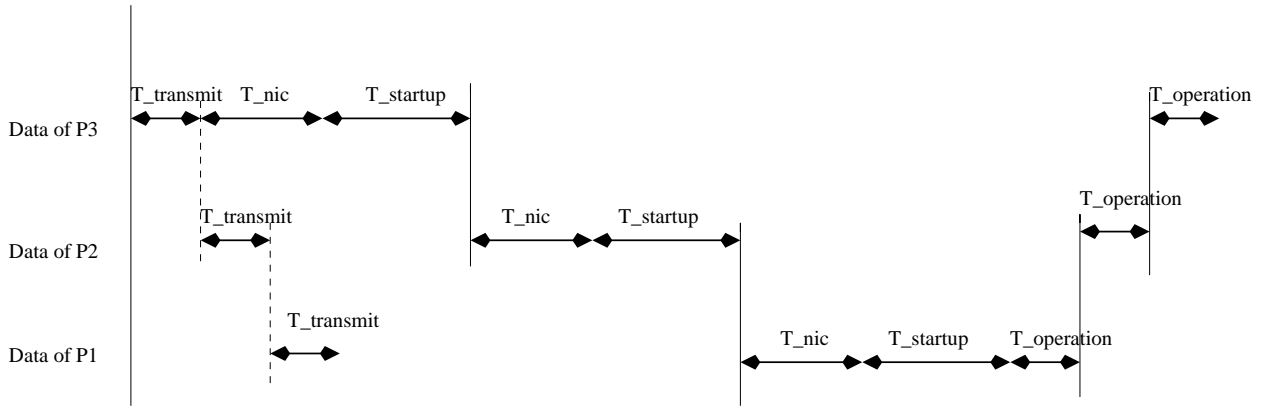 T_transmit T_nic T_startup T_operation
Data of P3
T_operation
T_transmit T_nic T_startup
Data of P2
T_transmit
T_nic T_startup T_operation
Data of P1